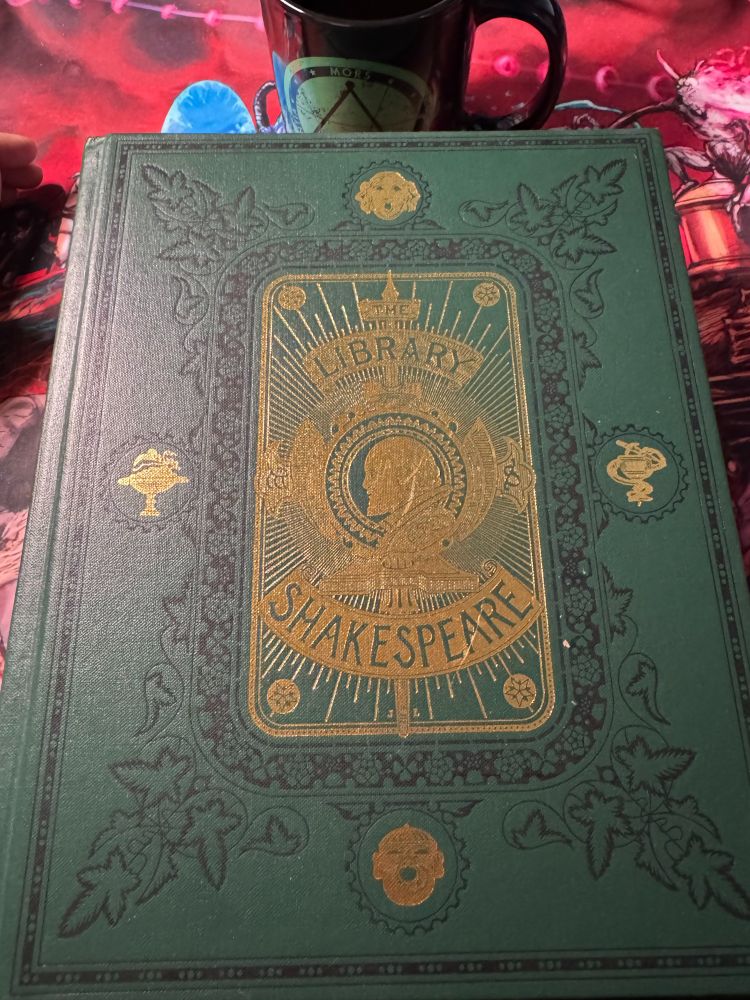 ★ MORS ★
THE
LIBRARY
SHAKESPEARE
J L